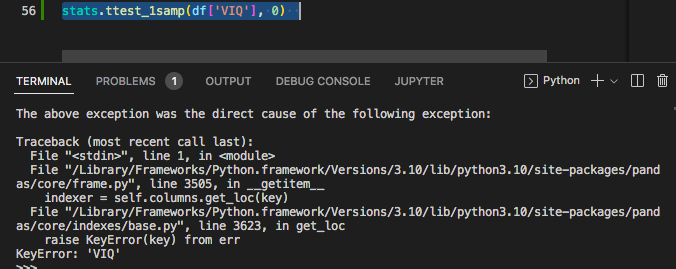 56 stats.ttest_1samp(df['VIQ'], 0)
TERMINAL PROBLEMS 1 OUTPUT DEBUG CONSOLE JUPYTER Python
The above exception was the direct cause of the following exception:
Traceback (most recent call last):
File "<stdin>", line 1, in <module>
File "/Library/Frameworks/Python.framework/Versions/3.10/lib/python3.10/site-packages/pand
as/core/frame.py", line 3505, in __getitem__
indexer = self.columns.get_loc(key)
File "/Library/Frameworks/Python.framework/Versions/3.10/lib/python3.10/site-packages/pand
as/core/indexes/base.py", line 3623, in get_loc
raise KeyError(key) from err
KeyError: 'VIQ'
>>>